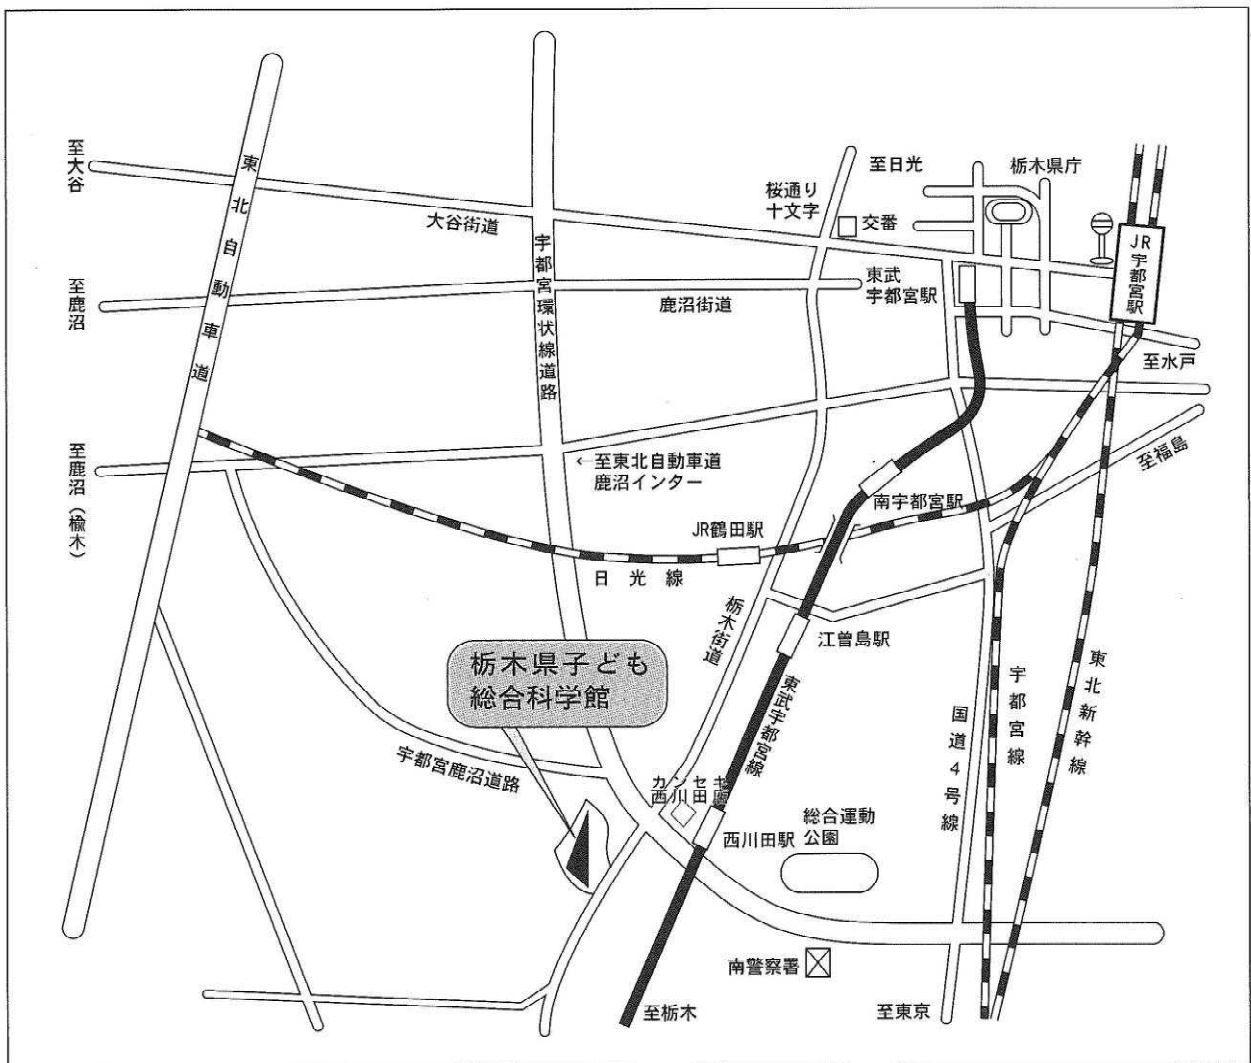 至大谷
東北自動車道
大谷街道
宇都宮環状線道路
桜通り
十文字
交番
至日光
栃木県庁
JR
宇都宮駅
東武
宇都宮駅
至鹿沼
鹿沼街道
至水戸
至鹿沼(楡木)
←至東北自動車道
鹿沼インター
至福島
南宇都宮駅
JR鶴田駅
日光線
栃木街道
江曽島駅
栃木県子ども
総合科学館
東武宇都宮線
国道4号線
宇都宮線
東北新幹線
宇都宮鹿沼道路
カンセキ
西川田
西川田駅
総合運動
公園
南警察署
至栃木
至東京